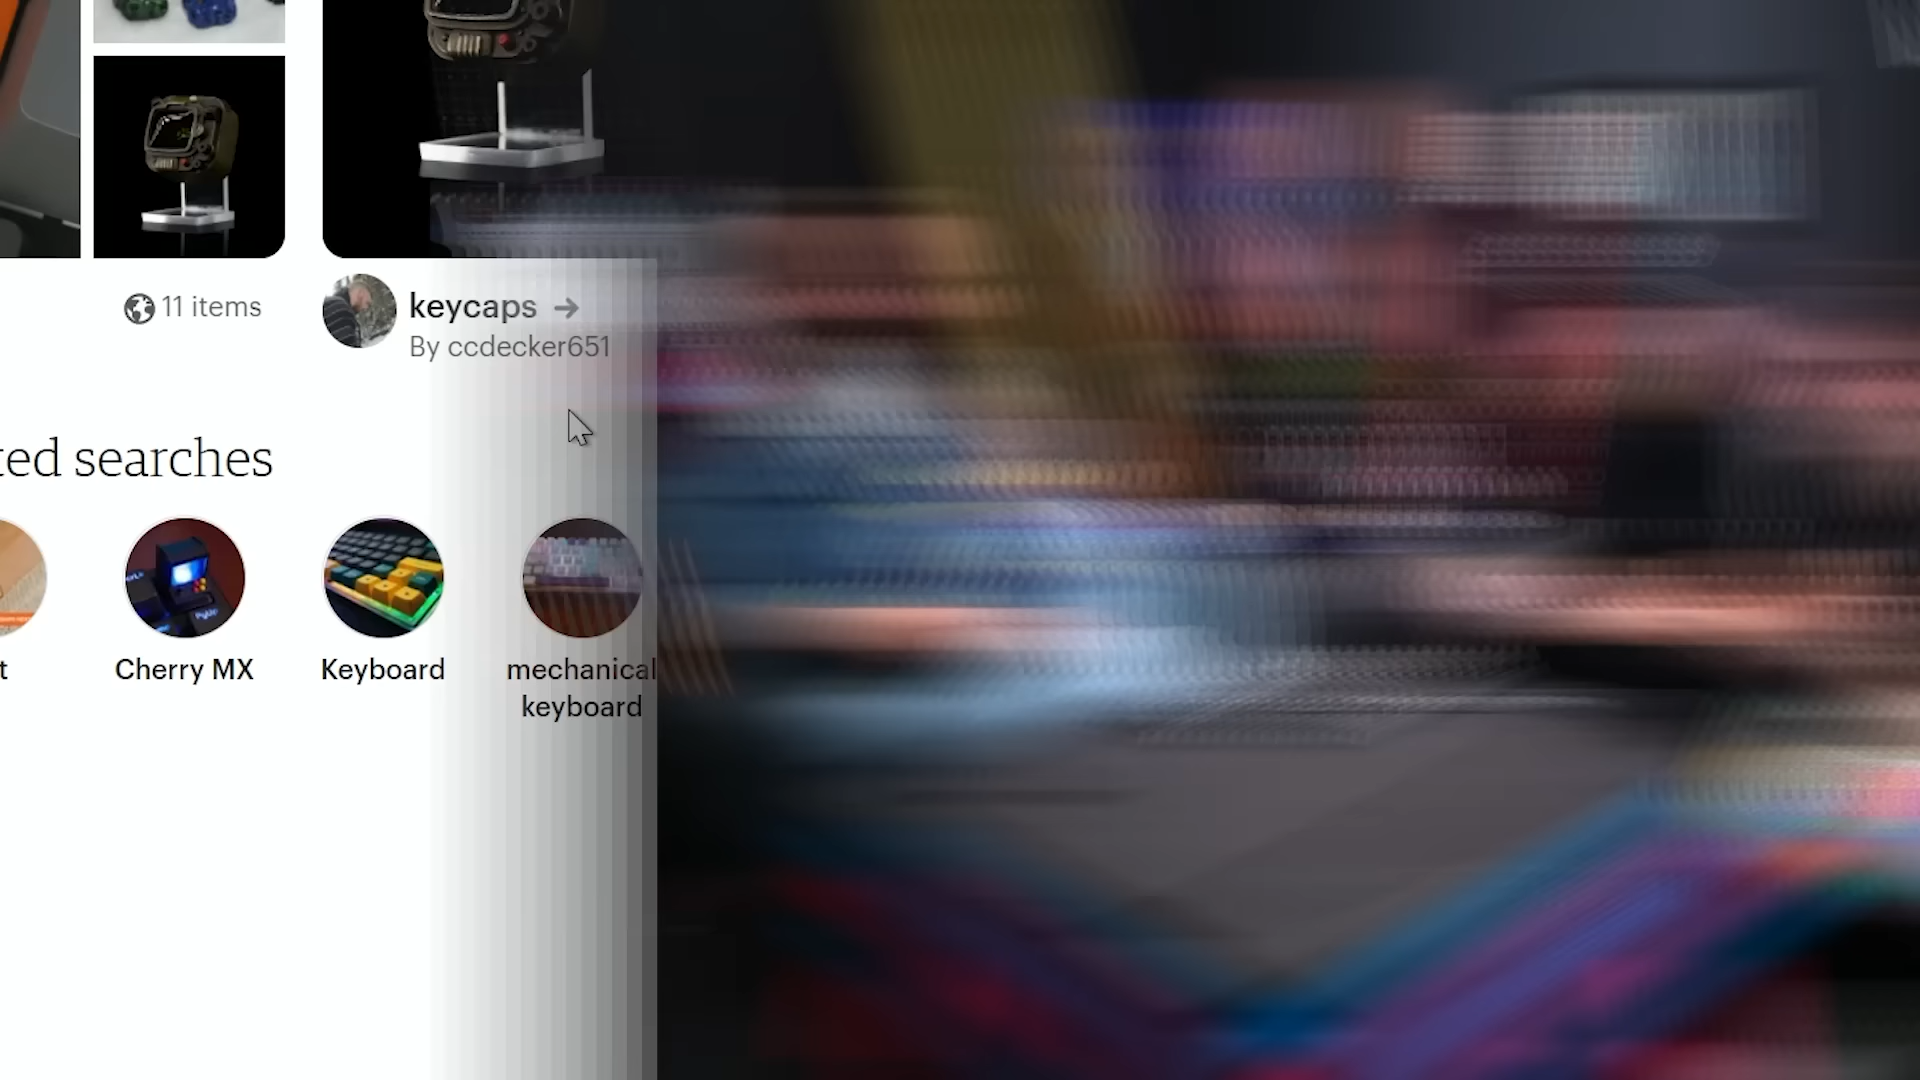 11 items
keycaps →
By ccdecker651
ted searches
t
Cherry MX
Keyboard
mechanical
keyboard